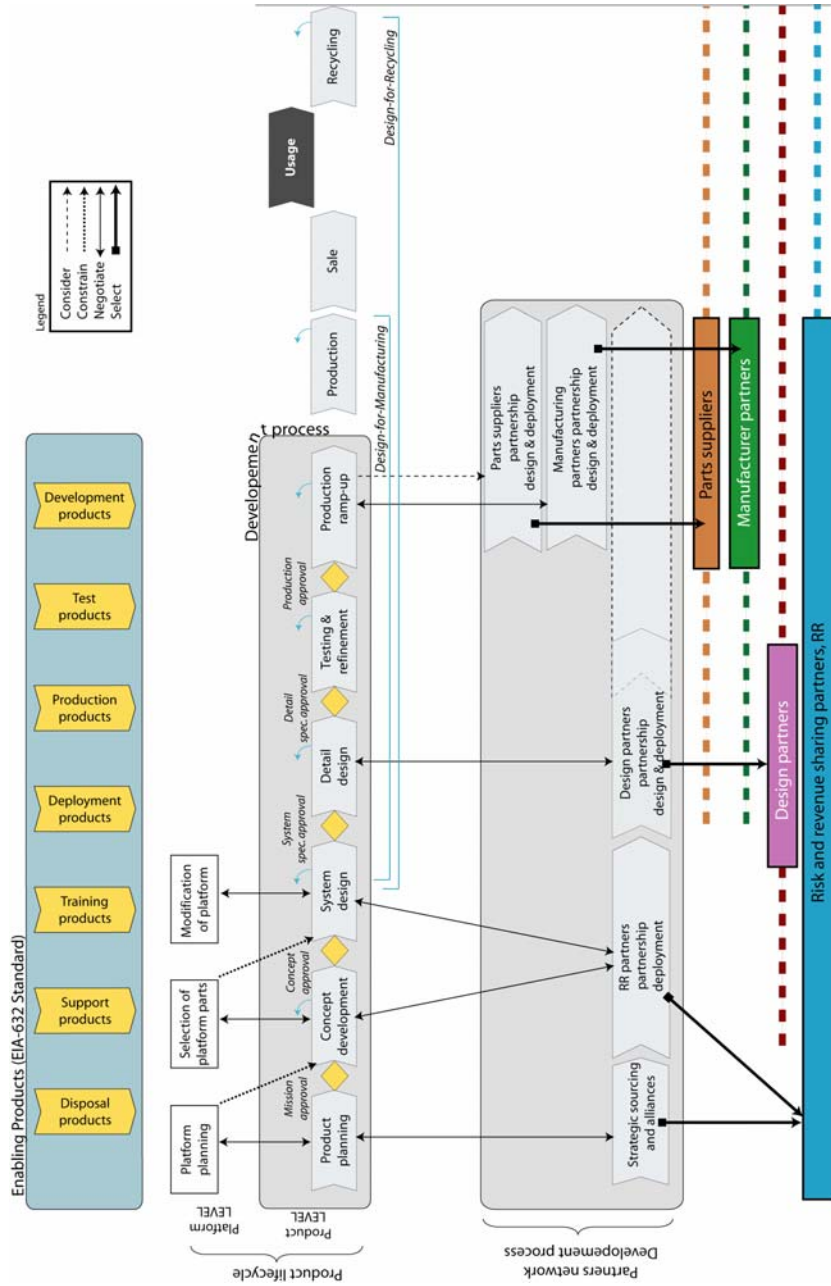 Enabling Products (EIA-632 Standard)
Disposal
products
Support
products
Training
products
Deployment
products
Production
products
Test
products
Development
products
Legend
Consider
Constrain
Negotiate
Select
Product lifecycle
Platform
LEVEL
Product
LEVEL
Platform
planning
Selection of
platform parts
Modification
of platform
Developement process
Product
planning
Mission
approval
Concept
development
Concept
approval
System
design
System
spec. approval
Detail
design
Detail
spec. approval
Testing &
refinement
Production
approval
Production
ramp-up
Production
Sale
Usage
Recycling
Design-for-Manufacturing
Design-for-Recycling
Partners network
Developement process
Strategic sourcing
and alliances
RR partners
partnership
deployment
Design partners
partnership
design & deployment
Parts suppliers
partnership
design & deployment
Manufacturing
partners partnership
design & deployment
Parts suppliers
Manufacturer partners
Design partners
Risk and revenue sharing partners, RR